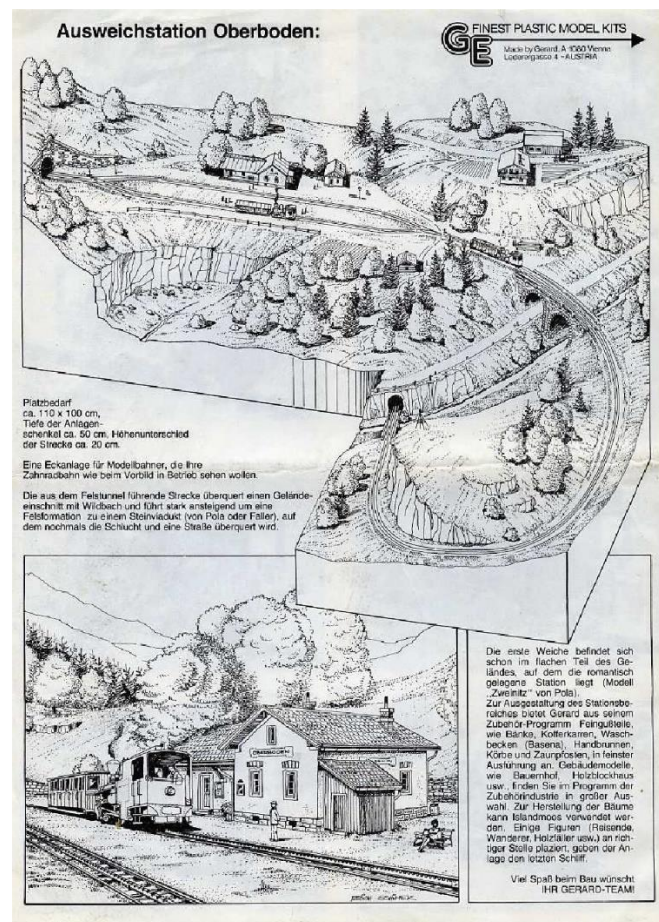 Ausweichstation Oberboden:
GE
FINEST PLASTIC MODEL KITS
Made by Gerard, A 1080 Vienna
Lederergasse 4 - AUSTRIA
Platzbedarf
ca. 110 x 100 cm,
Tiefe der Anlagen-
schenkel ca. 50 cm, Höhenunterschied
der Strecke ca. 20 cm.
Eine Eckanlage für Modellbahner, die ihre
Zahnradbahn wie beim Vorbild in Betrieb sehen wollen.
Die aus dem Felstunnel führende Strecke überquert einen Gelände-
einschnitt mit Wildbach und führt stark ansteigend um eine
Felsformation zu einem Steinviadukt (von Pola oder Faller), auf
dem nochmals die Schlucht und eine Straße überquert wird.
Die erste Weiche befindet sich
schon im flachen Teil des Ge-
ländes, auf dem die romantisch
gelegene Station liegt (Modell
„Zweinitz" von Pola).
Zur Ausgestaltung des Stationsbe-
reiches bietet Gerard aus seinem
Zubehör-Programm Feingußteile,
wie Bänke, Kofferkarren, Wasch-
becken (Basena), Handbrunnen,
Körbe und Zaunpfosten, in feinster
Ausführung an. Gebäudemodelle,
wie Bauernhof, Holzblockhaus
usw., finden Sie im Programm der
Zubehörindustrie in großer Aus-
wahl. Zur Herstellung der Bäume
kann Islandmoos verwendet wer-
den. Einige Figuren (Reisende,
Wanderer, Holzfäller usw.) an rich-
tiger Stelle plaziert, geben der An-
lage den letzten Schliff.
Viel Spaß beim Bau wünscht
IHR GERARD-TEAM!
OBERBODEN